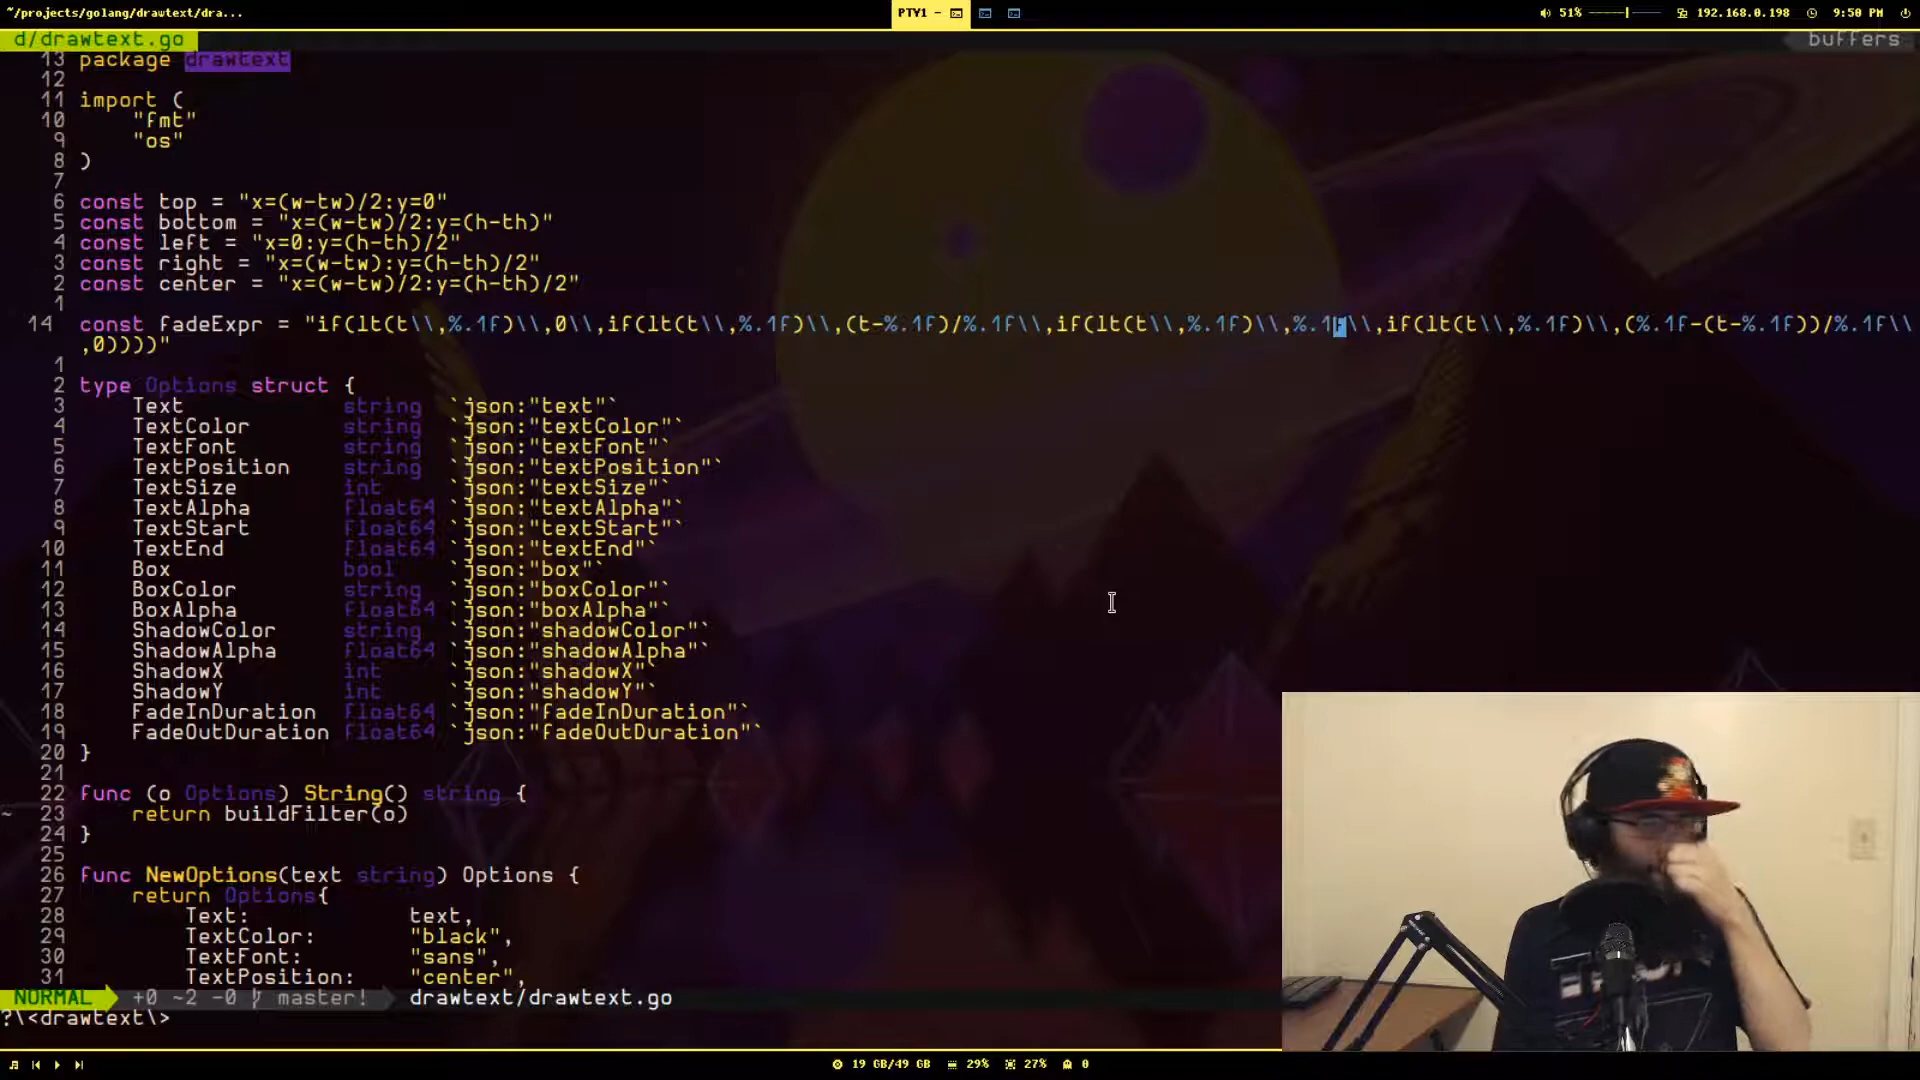 ~/projects/golang/drawtext/dra...
PTY1 -
51%
192.168.0.198
9:50 PM
d/drawtext.go
buffers
13 package drawtext
12
11 import (
10 "fmt"
9 "os"
8 )
7
6 const top = "x=(w-tw)/2:y=0"
5 const bottom = "x=(w-tw)/2:y=(h-th)"
4 const left = "x=0:y=(h-th)/2"
3 const right = "x=(w-tw):y=(h-th)/2"
2 const center = "x=(w-tw)/2:y=(h-th)/2"
1
14 const fadeExpr = "if(lt(t\\,%.1f)\\,0\\,if(lt(t\\,%.1f)\\,(t-%.1f)/%.1f\\,if(lt(t\\,%.1f)\\,%.1f\\,if(lt(t\\,%.1f)\\,(%.1f-(t-%.1f))/%.1f\\
,0))))"
1
2 type Options struct {
3 Text string `json:"text"`
4 TextColor string `json:"textColor"`
5 TextFont string `json:"textFont"`
6 TextPosition string `json:"textPosition"`
7 TextSize int `json:"textSize"`
8 TextAlpha float64 `json:"textAlpha"`
9 TextStart float64 `json:"textStart"`
10 TextEnd float64 `json:"textEnd"`
11 Box bool `json:"box"`
12 BoxColor string `json:"boxColor"`
13 BoxAlpha float64 `json:"boxAlpha"`
14 ShadowColor string `json:"shadowColor"`
15 ShadowAlpha float64 `json:"shadowAlpha"`
16 ShadowX int `json:"shadowX"`
17 ShadowY int `json:"shadowY"`
18 FadeInDuration float64 `json:"fadeInDuration"`
19 FadeOutDuration float64 `json:"fadeOutDuration"`
20 }
21
22 func (o Options) String() string {
~ 23 return buildFilter(o)
24 }
25
26 func NewOptions(text string) Options {
27 return Options{
28 Text: text,
29 TextColor: "black",
30 TextFont: "sans",
31 TextPosition: "center",
NORMAL +0 ~2 -0 master! drawtext/drawtext.go
?\<drawtext\>
19 GB/49 GB 29% 27% 0